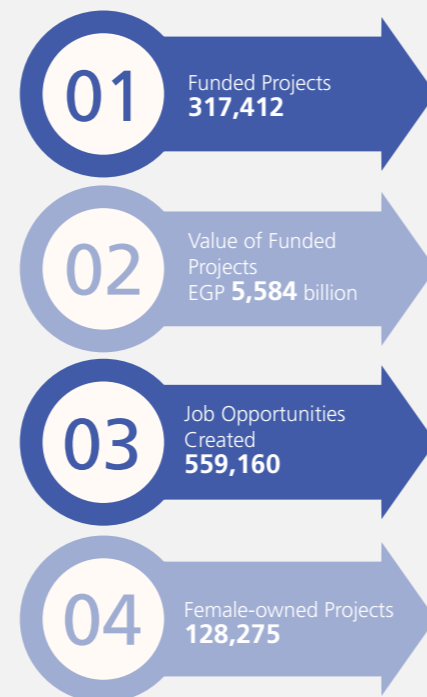 01
Funded Projects
317,412
02
Value of Funded
Projects
EGP 5,584 billion
03
Job Opportunities
Created
559,160
04
Female-owned Projects
128,275